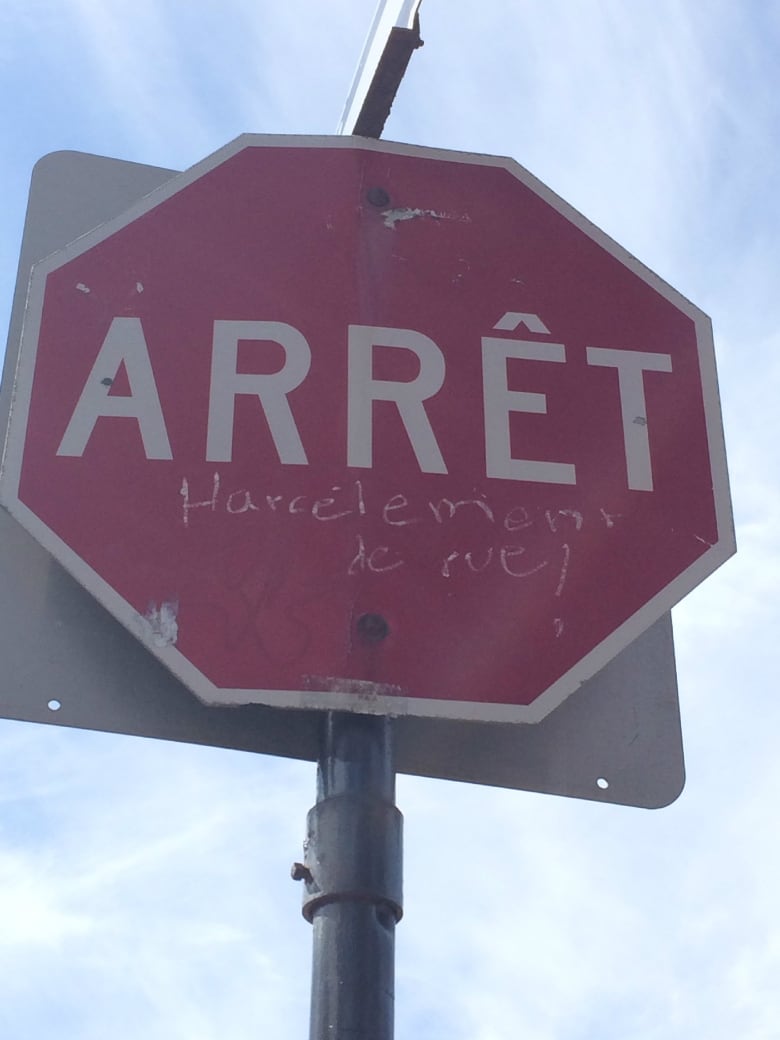 ARRÊT
Harcèlement
de rue!